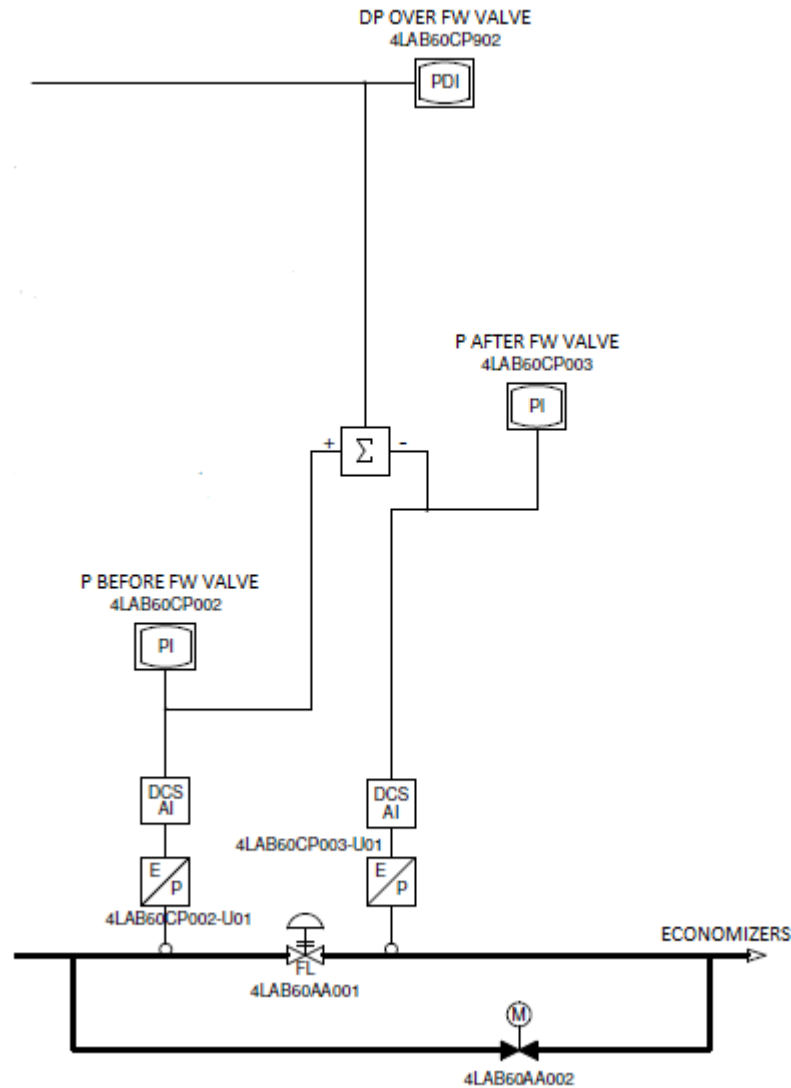 DP OVER FW VALVE
4LAB60CP902
PDI
P AFTER FW VALVE
4LAB60CP003
PI
+ Σ -
P BEFORE FW VALVE
4LAB60CP002
PI
DCS
AI
DCS
AI
4LAB60CP003-U01
E
P
E
P
4LAB60CP002-U01
ECONOMIZERS
FL
4LAB60AA001
M
4LAB60AA002